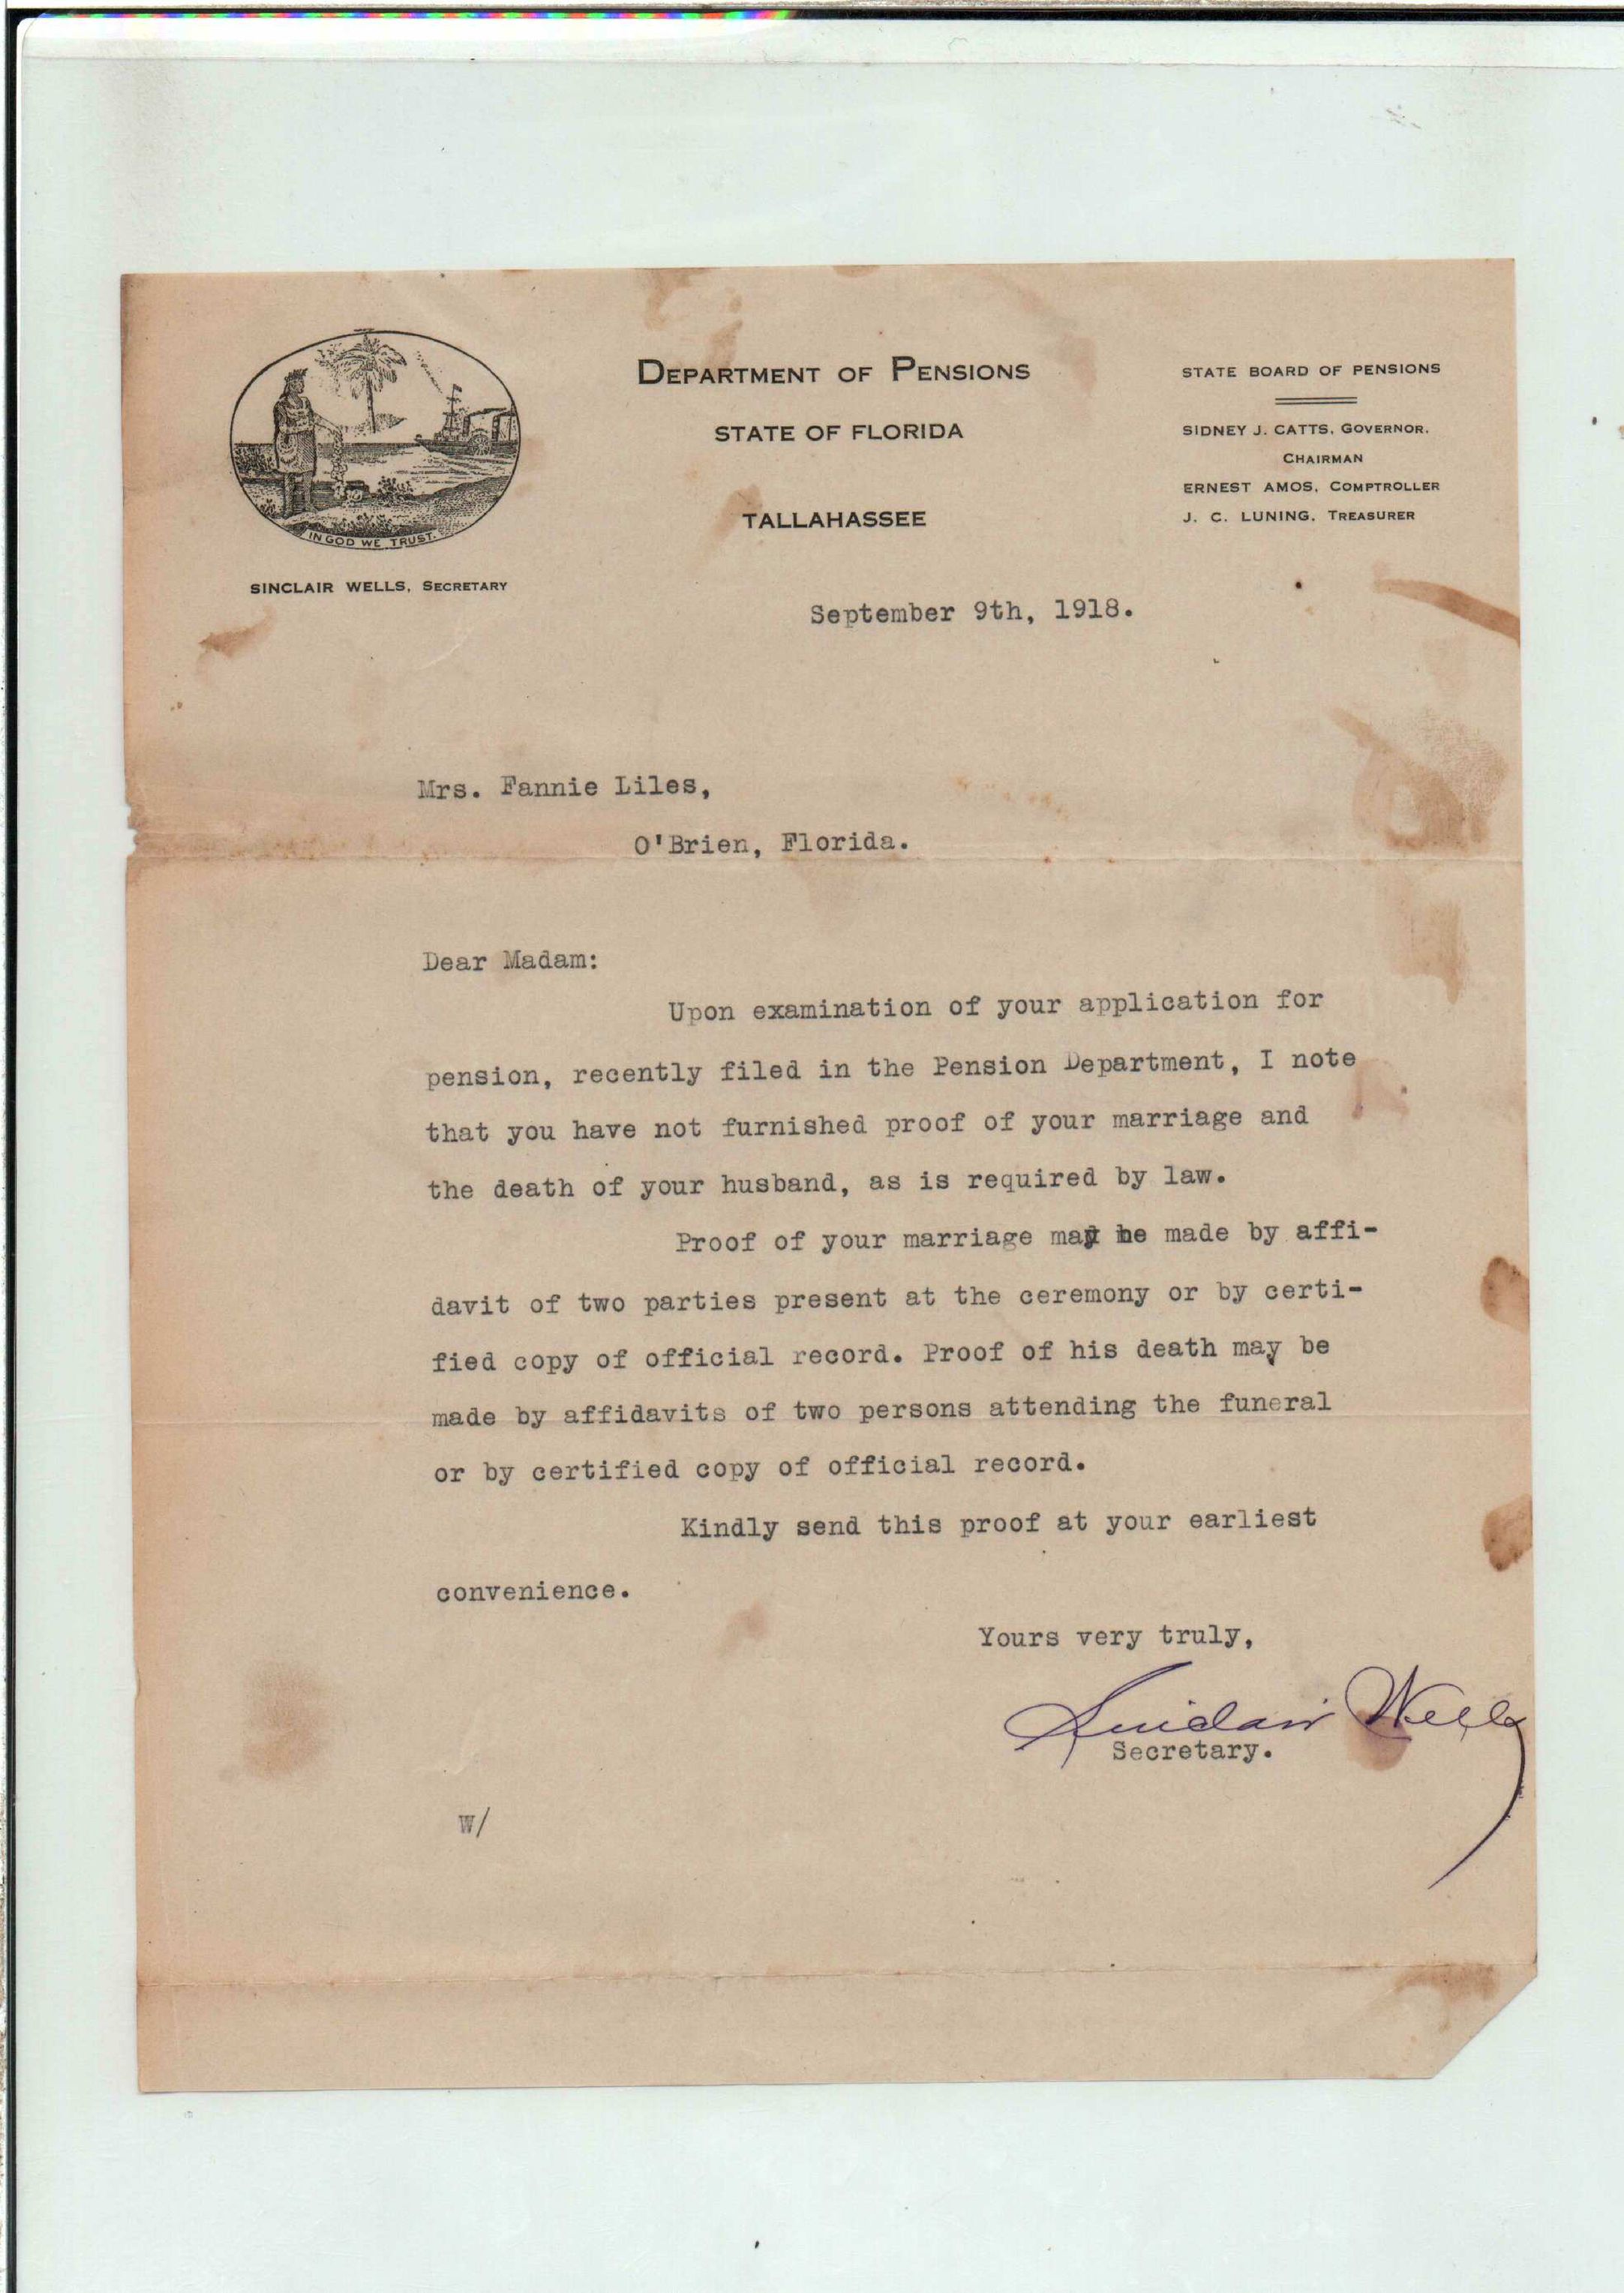 DEPARTMENT OF PENSIONS
STATE OF FLORIDA
TALLAHASSEE
IN GOD WE TRUST.
SINCLAIR WELLS, SECRETARY
STATE BOARD OF PENSIONS
SIDNEY J. CATTS, GOVERNOR.
CHAIRMAN
ERNEST AMOS, COMPTROLLER
J. C. LUNING, TREASURER
September 9th, 1918.
Mrs. Fannie Liles,
O'Brien, Florida.
Dear Madam:
Upon examination of your application for
pension, recently filed in the Pension Department, I note
that you have not furnished proof of your marriage and
the death of your husband, as is required by law.
Proof of your marriage may be made by affi-
davit of two parties present at the ceremony or by certi-
fied copy of official record. Proof of his death may be
made by affidavits of two persons attending the funeral
or by certified copy of official record.
Kindly send this proof at your earliest
convenience.
Yours very truly,
Sinclair Wells
Secretary.
W/